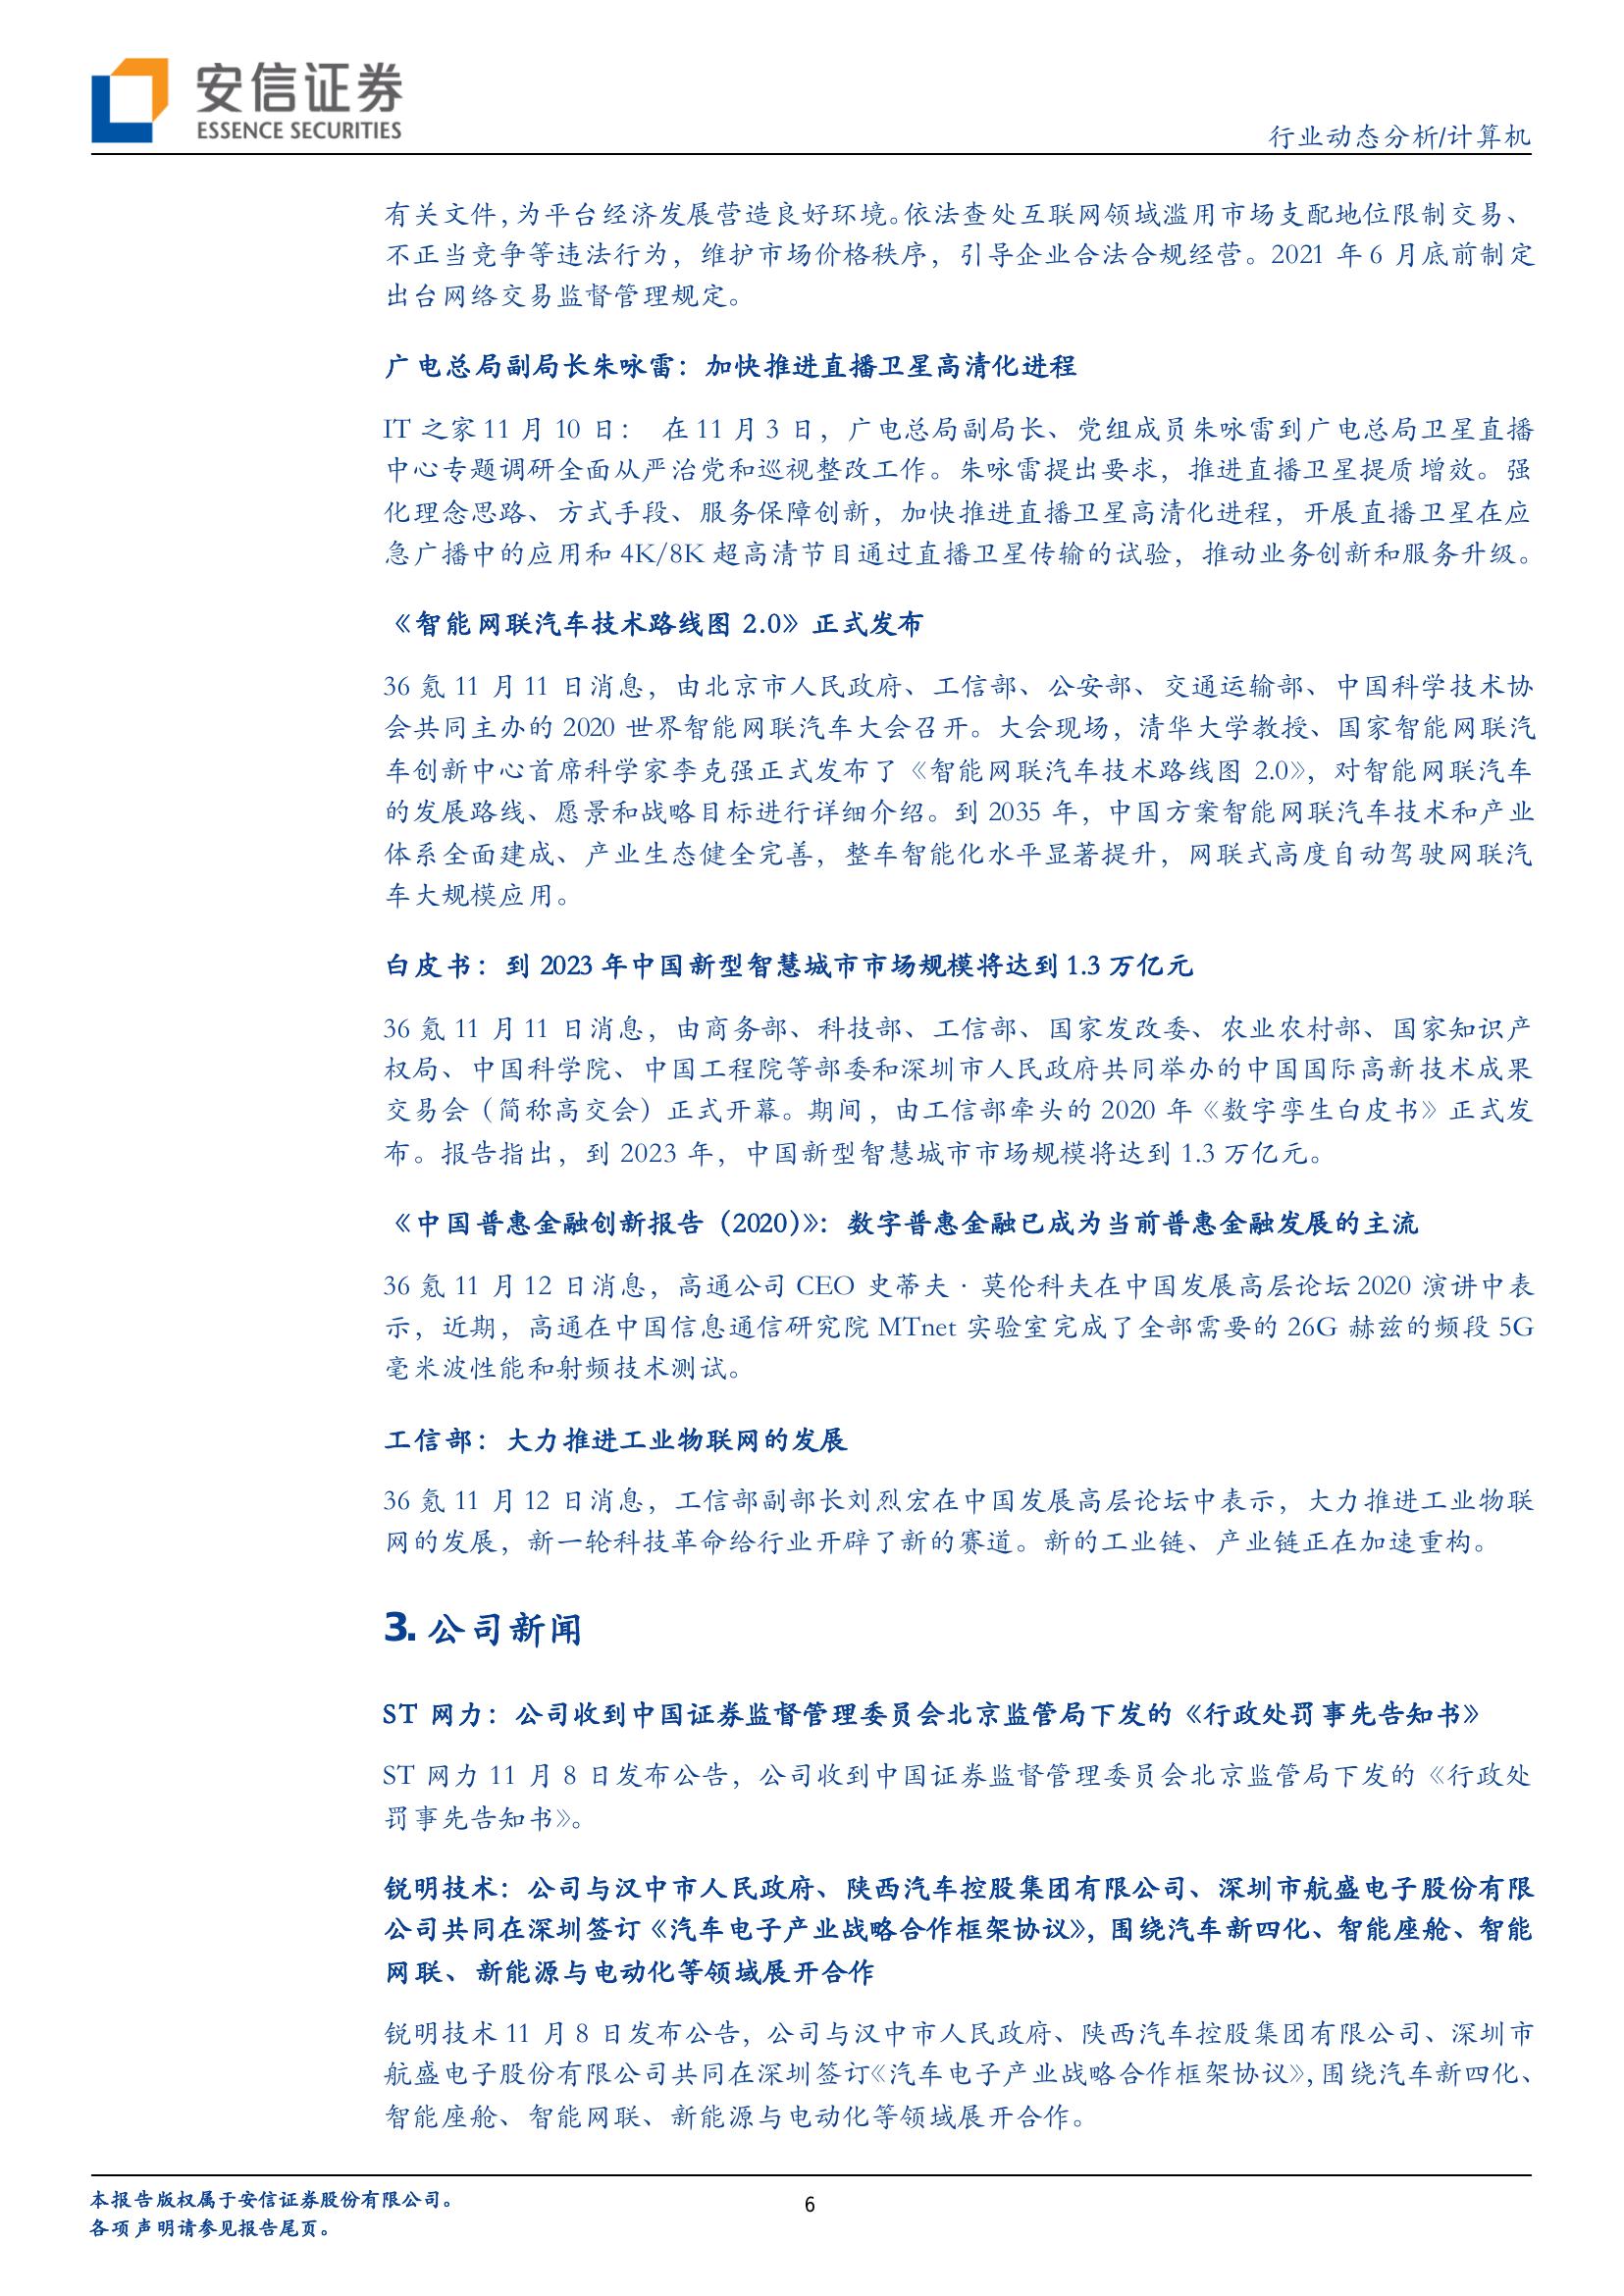 安信证券
ESSENCE SECURITIES
行业动态分析/计算机
有关文件，为平台经济发展营造良好环境。依法查处互联网领域滥用市场支配地位限制交易、
不正当竞争等违法行为，维护市场价格秩序，引导企业合法合规经营。2021 年 6 月底前制定
出台网络交易监督管理规定。
广电总局副局长朱咏雷：加快推进直播卫星高清化进程
IT 之家 11 月 10 日： 在 11 月 3 日，广电总局副局长、党组成员朱咏雷到广电总局卫星直播
中心专题调研全面从严治党和巡视整改工作。朱咏雷提出要求，推进直播卫星提质增效。强
化理念思路、方式手段、服务保障创新，加快推进直播卫星高清化进程，开展直播卫星在应
急广播中的应用和 4K/8K 超高清节目通过直播卫星传输的试验，推动业务创新和服务升级。
《智能网联汽车技术路线图 2.0》正式发布
36 氪 11 月 11 日消息，由北京市人民政府、工信部、公安部、交通运输部、中国科学技术协
会共同主办的 2020 世界智能网联汽车大会召开。大会现场，清华大学教授、国家智能网联汽
车创新中心首席科学家李克强正式发布了《智能网联汽车技术路线图 2.0》，对智能网联汽车
的发展路线、愿景和战略目标进行详细介绍。到 2035 年，中国方案智能网联汽车技术和产业
体系全面建成、产业生态健全完善，整车智能化水平显著提升，网联式高度自动驾驶网联汽
车大规模应用。
白皮书：到 2023 年中国新型智慧城市市场规模将达到 1.3 万亿元
36 氪 11 月 11 日消息，由商务部、科技部、工信部、国家发改委、农业农村部、国家知识产
权局、中国科学院、中国工程院等部委和深圳市人民政府共同举办的中国国际高新技术成果
交易会（简称高交会）正式开幕。期间，由工信部牵头的 2020 年《数字孪生白皮书》正式发
布。报告指出，到 2023 年，中国新型智慧城市市场规模将达到 1.3 万亿元。
《中国普惠金融创新报告（2020）》：数字普惠金融已成为当前普惠金融发展的主流
36 氪 11 月 12 日消息，高通公司 CEO 史蒂夫·莫伦科夫在中国发展高层论坛 2020 演讲中表
示，近期，高通在中国信息通信研究院 MTnet 实验室完成了全部需要的 26G 赫兹的频段 5G
毫米波性能和射频技术测试。
工信部：大力推进工业物联网的发展
36 氪 11 月 12 日消息，工信部副部长刘烈宏在中国发展高层论坛中表示，大力推进工业物联
网的发展，新一轮科技革命给行业开辟了新的赛道。新的工业链、产业链正在加速重构。
3. 公司新闻
ST 网力：公司收到中国证券监督管理委员会北京监管局下发的《行政处罚事先告知书》
ST 网力 11 月 8 日发布公告，公司收到中国证券监督管理委员会北京监管局下发的《行政处
罚事先告知书》。
锐明技术：公司与汉中市人民政府、陕西汽车控股集团有限公司、深圳市航盛电子股份有限
公司共同在深圳签订《汽车电子产业战略合作框架协议》，围绕汽车新四化、智能座舱、智能
网联、新能源与电动化等领域展开合作
锐明技术 11 月 8 日发布公告，公司与汉中市人民政府、陕西汽车控股集团有限公司、深圳市
航盛电子股份有限公司共同在深圳签订《汽车电子产业战略合作框架协议》，围绕汽车新四化、
智能座舱、智能网联、新能源与电动化等领域展开合作。
本报告版权属于安信证券股份有限公司。
各项声明请参见报告尾页。
6